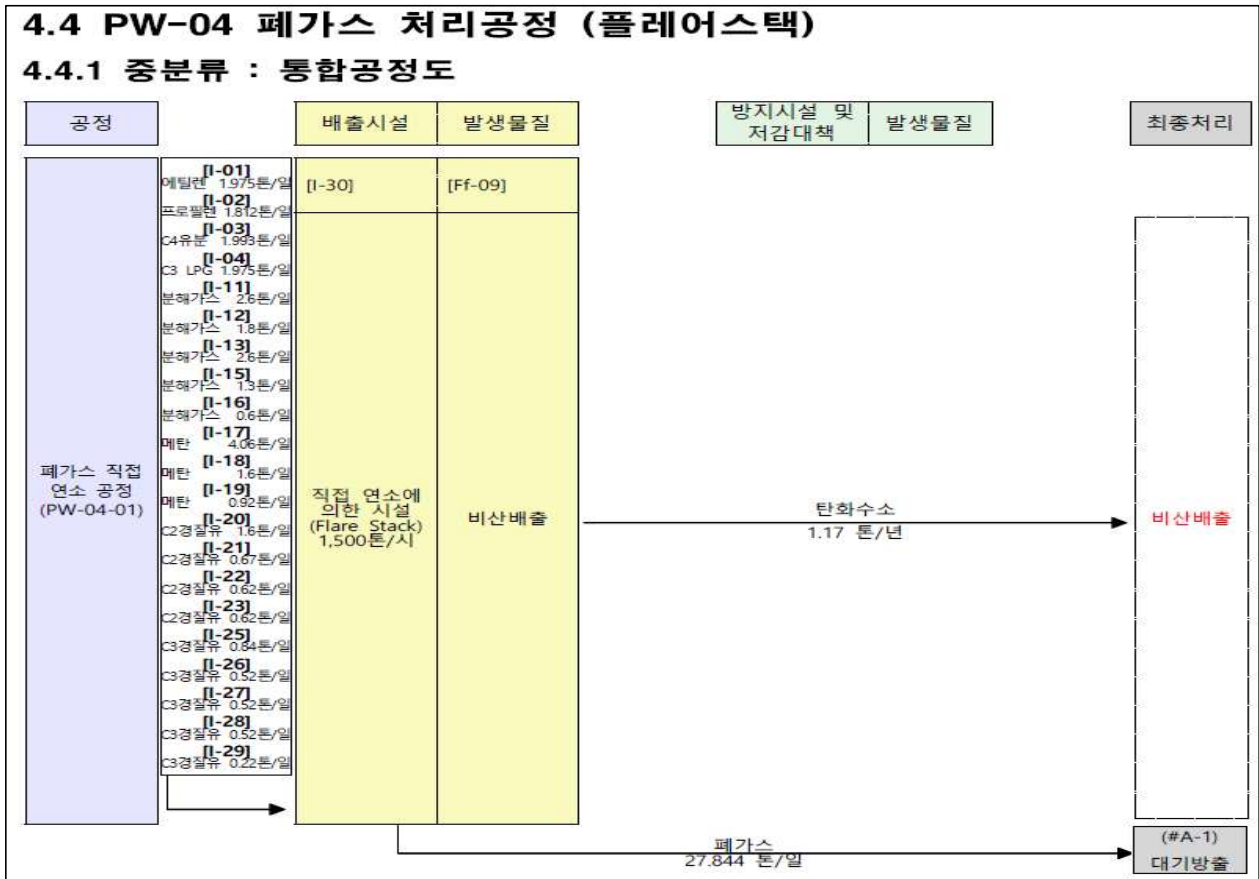 4.4 PW-04 폐가스 처리공정 (플레어스택)
4.4.1 중분류 : 통합공정도
공정
배출시설
발생물질
방지시설 및
저감대책
발생물질
최종처리
폐가스 직접
연소 공정
(PW-04-01)
[I-01]
에틸렌 1.975톤/일
[I-02]
프로필렌 1.812톤/일
[I-03]
C4유분 1.993톤/일
[I-04]
C3 LPG 1.975톤/일
[I-11]
분해가스 2.6톤/일
[I-12]
분해가스 1.8톤/일
[I-13]
분해가스 2.6톤/일
[I-15]
분해가스 1.3톤/일
[I-16]
분해가스 0.6톤/일
[I-17]
메탄 4.06톤/일
[I-18]
메탄 1.6톤/일
[I-19]
메탄 0.92톤/일
[I-20]
C2경질유 1.6톤/일
[I-21]
C2경질유 0.67톤/일
[I-22]
C2경질유 0.62톤/일
[I-23]
C2경질유 0.62톤/일
[I-25]
C3경질유 0.84톤/일
[I-26]
C3경질유 0.52톤/일
[I-27]
C3경질유 0.52톤/일
[I-28]
C3경질유 0.52톤/일
[I-29]
C3경질유 0.22톤/일
[I-30]
직접 연소에
의한 시설
(Flare Stack)
1,500톤/시
[Ff-09]
비산배출
탄화수소
1.17 톤/년
비산배출
폐가스
27.844 톤/일
(#A-1)
대기방출